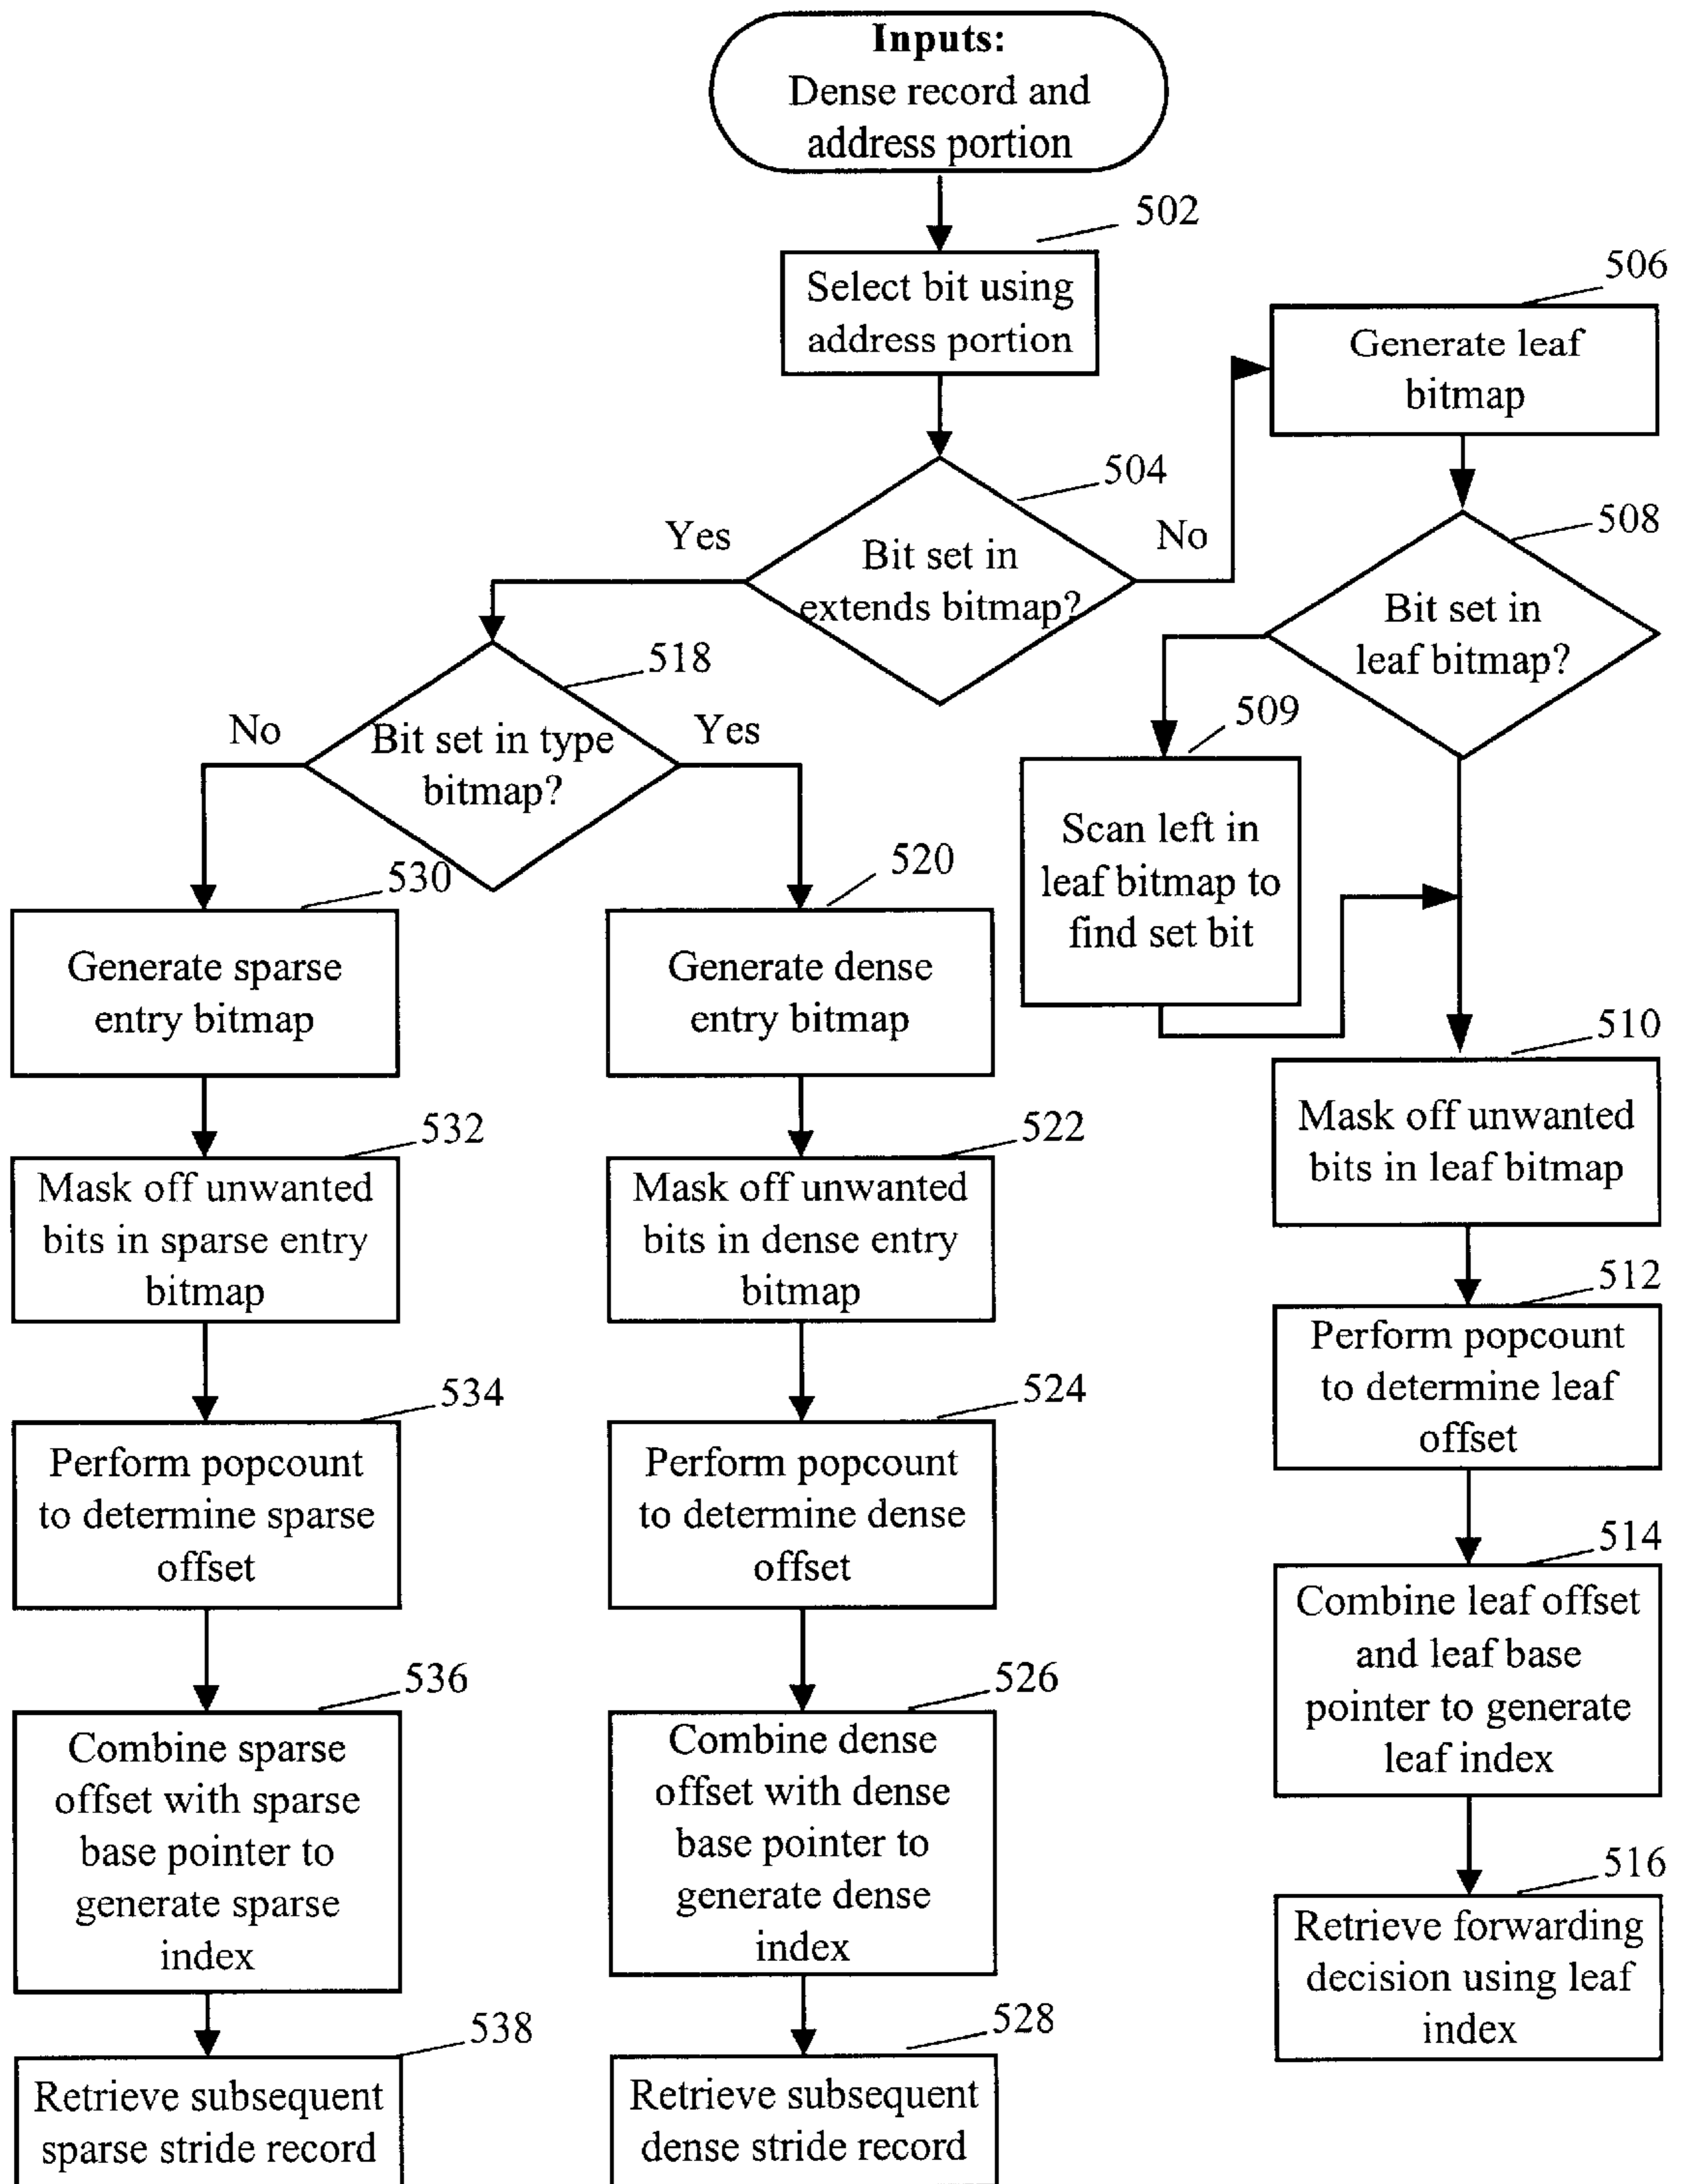 Inputs:
Dense record and
address portion
502
Select bit using
address portion
504
Bit set in
extends bitmap?
Yes
No
506
Generate leaf
bitmap
508
Bit set in
leaf bitmap?
509
Scan left in
leaf bitmap to
find set bit
510
Mask off unwanted
bits in leaf bitmap
512
Perform popcount
to determine leaf
offset
514
Combine leaf offset
and leaf base
pointer to generate
leaf index
516
Retrieve forwarding
decision using leaf
index
518
Bit set in type
bitmap?
No
Yes
530
Generate sparse
entry bitmap
532
Mask off unwanted
bits in sparse entry
bitmap
534
Perform popcount
to determine sparse
offset
536
Combine sparse
offset with sparse
base pointer to
generate sparse
index
538
Retrieve subsequent
sparse stride record
520
Generate dense
entry bitmap
522
Mask off unwanted
bits in dense entry
bitmap
524
Perform popcount
to determine dense
offset
526
Combine dense
offset with dense
base pointer to
generate dense
index
528
Retrieve subsequent
dense stride record